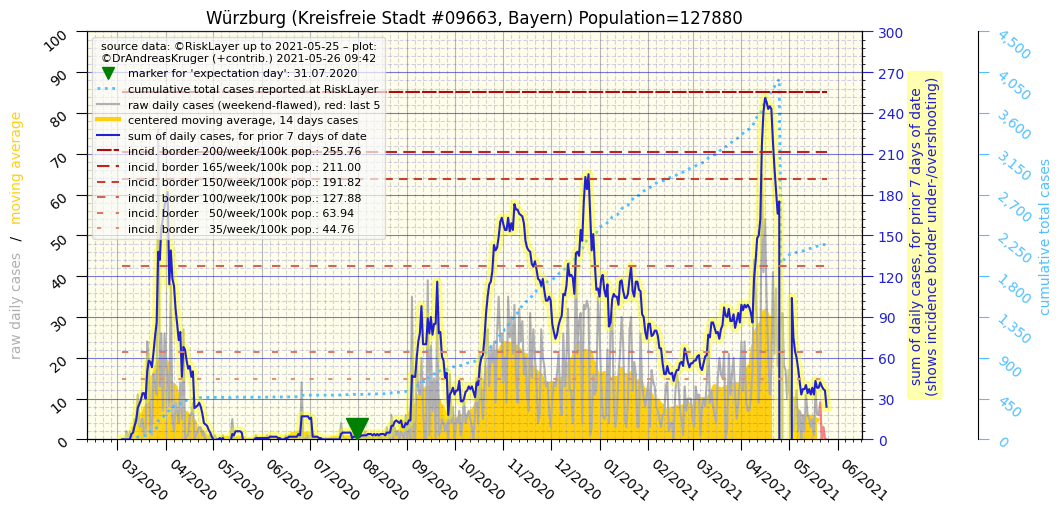 Würzburg (Kreisfreie Stadt #09663, Bayern) Population=127880
source data: ©RiskLayer up to 2021-05-25 – plot:
©DrAndreasKruger (+contrib.) 2021-05-26 09:42
marker for 'expectation day': 31.07.2020
cumulative total cases reported at RiskLayer
raw daily cases (weekend-flawed), red: last 5
centered moving average, 14 days cases
sum of daily cases, for prior 7 days of date
incid. border 200/week/100k pop.: 255.76
incid. border 165/week/100k pop.: 211.00
incid. border 150/week/100k pop.: 191.82
incid. border 100/week/100k pop.: 127.88
incid. border 50/week/100k pop.: 63.94
incid. border 35/week/100k pop.: 44.76
raw daily cases / moving average
100
90
80
70
60
50
40
30
20
10
0
03/2020
04/2020
05/2020
06/2020
07/2020
08/2020
09/2020
10/2020
11/2020
12/2020
01/2021
02/2021
03/2021
04/2021
05/2021
06/2021
300
270
240
210
180
150
120
90
60
30
0
sum of daily cases, for prior 7 days of date
(shows incidence border under-/overshooting)
4,500
4,050
3,600
3,150
2,700
2,250
1,800
1,350
900
450
0
cumulative total cases